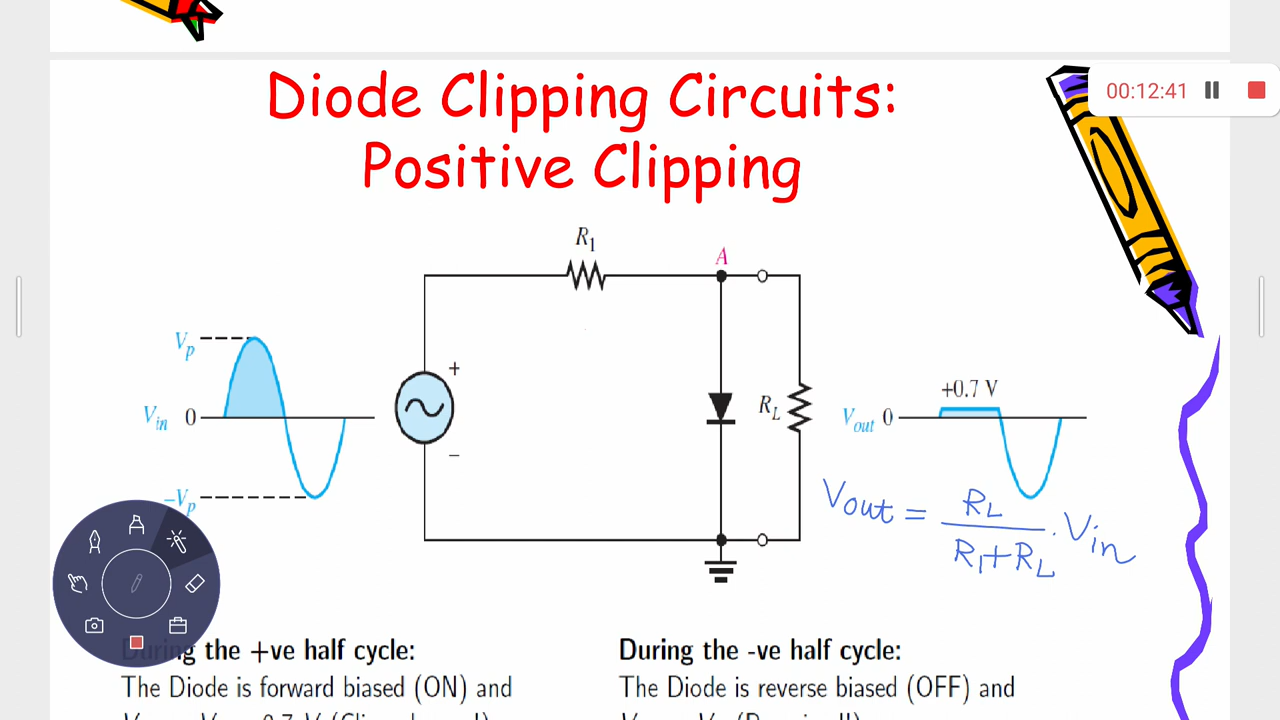 Diode Clipping Circuits:
Positive Clipping
00:12:41
R1
A
Vp
+
+0.7 V
Vin 0
RL
Vout 0
−
−Vp
Vout = RL / R1+RL . Vin
During the +ve half cycle:
The Diode is forward biased (ON) and
During the -ve half cycle:
The Diode is reverse biased (OFF) and